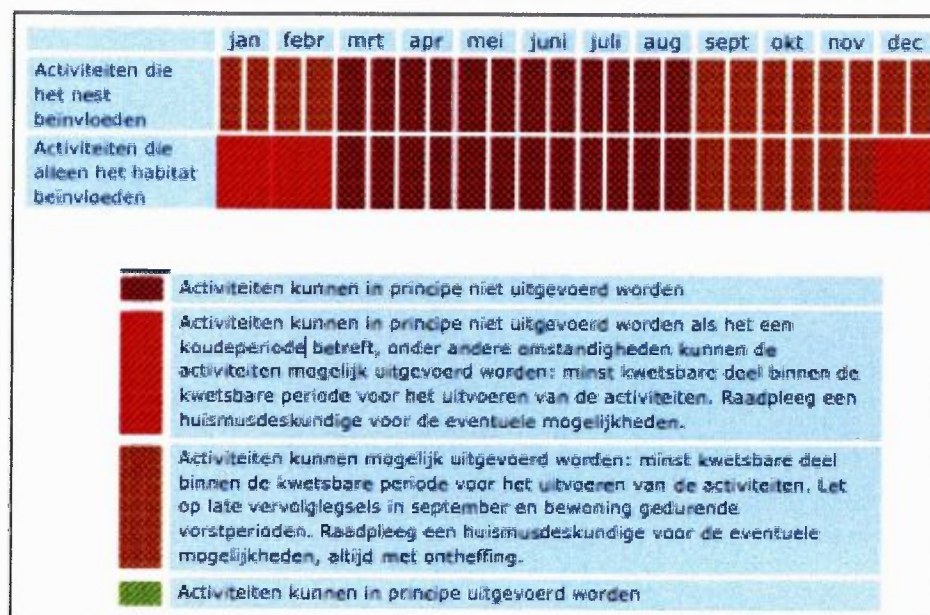 jan febr mrt apr mei juni juli aug sept okt nov dec
Activiteiten die
het nest
beïnvloeden
Activiteiten die
alleen het habitat
beïnvloeden
Activiteiten kunnen in principe niet uitgevoerd worden
Activiteiten kunnen in principe niet uitgevoerd worden als het een
koudeperiode betreft, onder andere omstandigheden kunnen de
activiteiten mogelijk uitgevoerd worden: minst kwetsbare deel binnen de
kwetsbare periode voor het uitvoeren van de activiteiten. Raadpleeg een
huismusdeskundige voor de eventuele mogelijkheden.
Activiteiten kunnen mogelijk uitgevoerd worden: minst kwetsbare deel
binnen de kwetsbare periode voor het uitvoeren van de activiteiten. Let
op late vervolglegsels in september en bewoning gedurende
vorstperioden. Raadpleeg een huismusdeskundige voor de eventuele
mogelijkheden, altijd met ontheffing.
Activiteiten kunnen in principe uitgevoerd worden